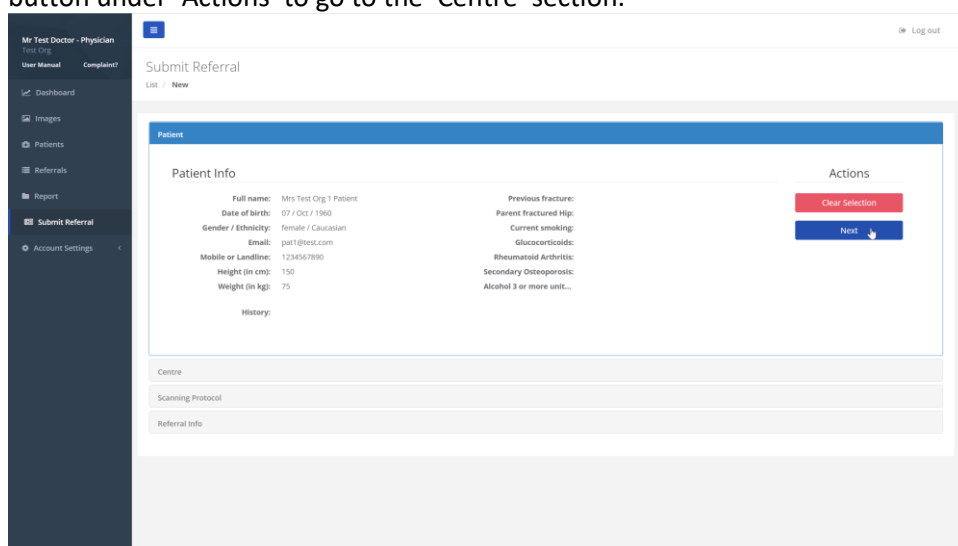 button under 'Actions' to go to the 'Centre' section.
Mr Test Doctor - Physician
Test Org
User Manual Complaint?
Dashboard
Images
Patients
Referrals
Report
Submit Referral
Account Settings <
Log out
Submit Referral
List / New
Patient
Patient Info
Full name: Mrs Test Org 1 Patient
Date of birth: 07 / Oct / 1960
Gender / Ethnicity: female / Caucasian
Email: pat1@test.com
Mobile or Landline: 1234567890
Height (in cm): 150
Weight (in kg): 75
History:
Previous fracture:
Parent fractured Hip:
Current smoking:
Glucocorticoids:
Rheumatoid Arthritis:
Secondary Osteoporosis:
Alcohol 3 or more unit...
Actions
Clear Selection
Next
Centre
Scanning Protocol
Referral Info